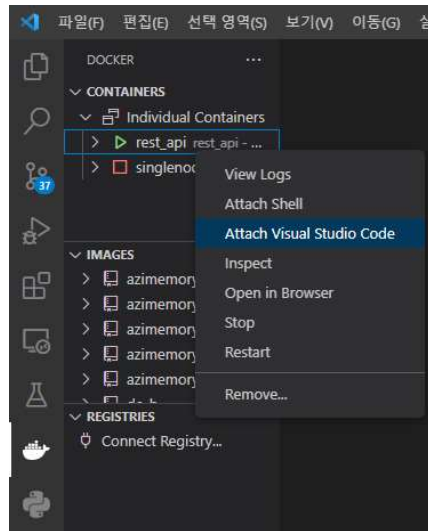 파일(F) 편집(E) 선택 영역(S) 보기(V) 이동(G)
DOCKER ...
CONTAINERS
Individual Containers
rest_api rest_api - ...
singlenod
37
View Logs
Attach Shell
Attach Visual Studio Code
Inspect
Open in Browser
Stop
Restart
Remove...
IMAGES
azimemory
azimemory
azimemory
azimemory
azimemory
REGISTRIES
Connect Registry...